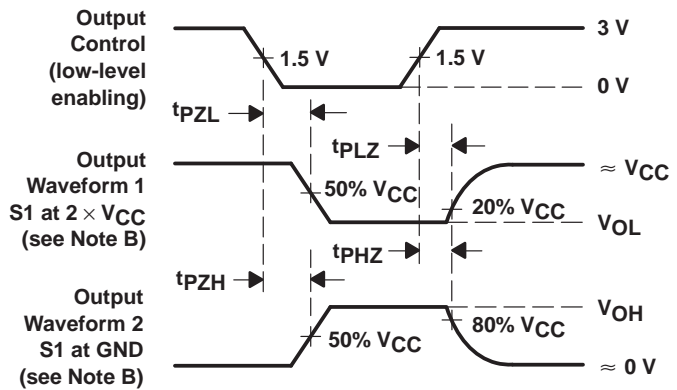 Output
Control
(low-level
enabling)
1.5 V
1.5 V
3 V
0 V
tPZL
tPLZ
Output
Waveform 1
S1 at 2 × VCC
(see Note B)
50% VCC
20% VCC
≈ VCC
VOL
tPZH
tPHZ
Output
Waveform 2
S1 at GND
(see Note B)
50% VCC
80% VCC
VOH
≈ 0 V